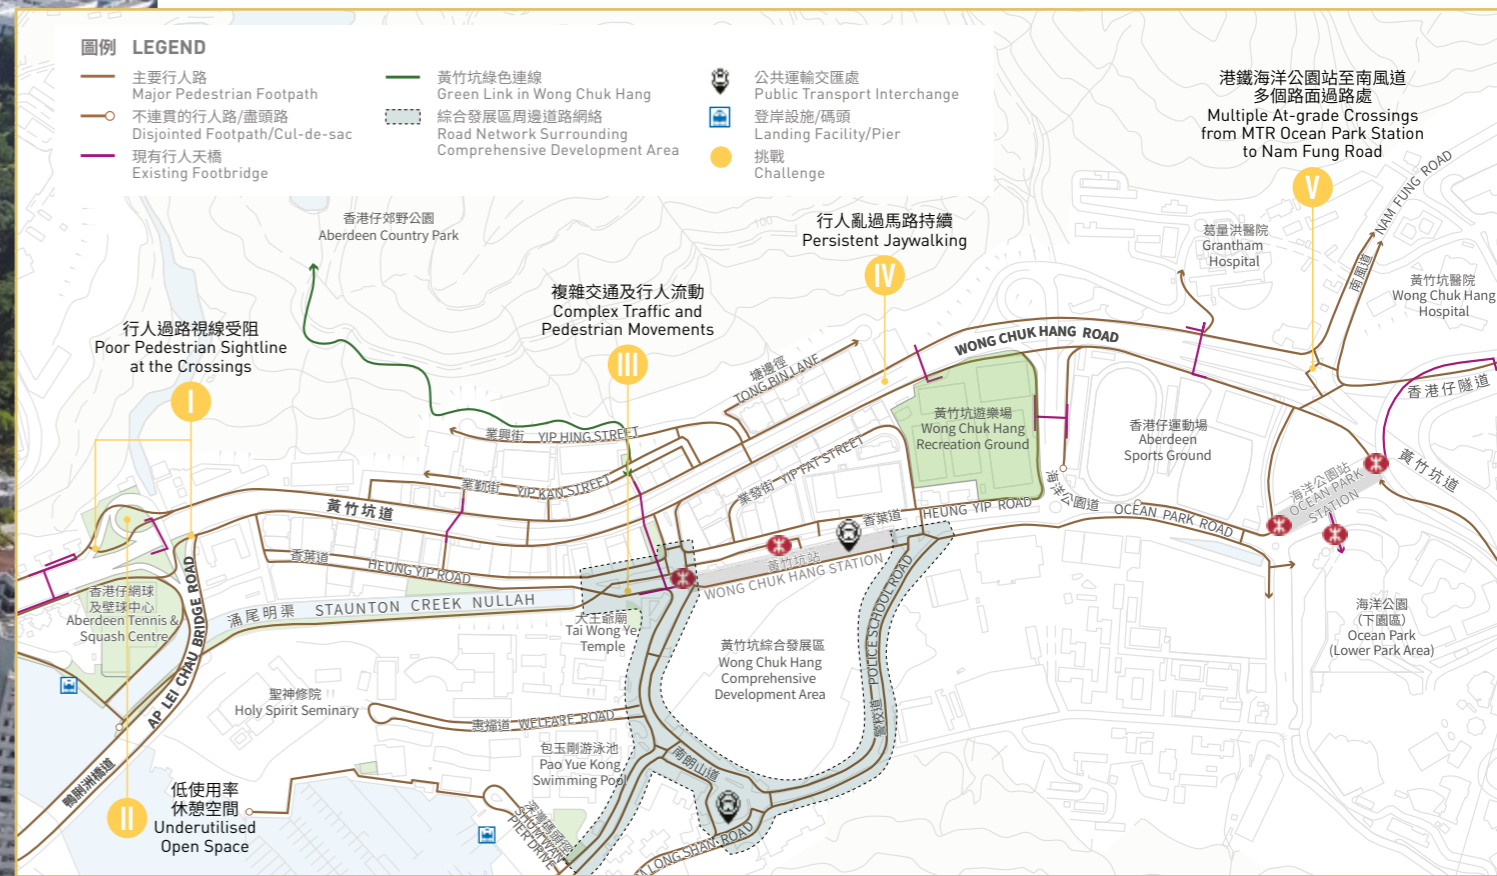 圖例 LEGEND
主要行人路
Major Pedestrian Footpath
不連貫的行人路/盡頭路
Disjointed Footpath/Cul-de-sac
現有行人天橋
Existing Footbridge
黃竹坑綠色連線
Green Link in Wong Chuk Hang
綜合發展區周邊道路網絡
Road Network Surrounding
Comprehensive Development Area
公共運輸交匯處
Public Transport Interchange
登岸設施/碼頭
Landing Facility/Pier
挑戰
Challenge
港鐵海洋公園站至南風道
多個路面過路處
Multiple At-grade Crossings
from MTR Ocean Park Station
to Nam Fung Road
V
香港仔郊野公園
Aberdeen Country Park
行人亂過馬路持續
Persistent Jaywalking
IV
葛量洪醫院
Grantham
Hospital
南風道
NAM FUNG ROAD
黃竹坑醫院
Wong Chuk Hang
Hospital
複雜交通及行人流動
Complex Traffic and
Pedestrian Movements
III
行人過路視線受阻
Poor Pedestrian Sightline
at the Crossings
I
塘邊徑
TONG BIN LANE
WONG CHUK HANG ROAD
香港仔隧道
黃竹坑遊樂場
Wong Chuk Hang
Recreation Ground
香港仔運動場
Aberdeen
Sports Ground
業興街 YIP HING STREET
業勤街 YIP KAN STREET
業發街 YIP FAT STREET
黃竹坑道
黃竹坑道
海洋公園站
OCEAN PARK
STATION
香葉道 HEUNG YIP ROAD
海洋公園道 OCEAN PARK ROAD
香葉道 HEUNG YIP ROAD
黃竹坑站
WONG CHUK HANG STATION
香港仔網球
及壁球中心
Aberdeen Tennis &
Squash Centre
涌尾明渠 STAUNTON CREEK NULLAH
大王爺廟
Tai Wong Ye
Temple
黃竹坑綜合發展區
Wong Chuk Hang
Comprehensive
Development Area
警校道 POLICE SCHOOL ROAD
海洋公園
(下園區)
Ocean Park
(Lower Park Area)
鴨脷洲橋道
AP LEI CHAU BRIDGE ROAD
聖神修院
Holy Spirit Seminary
惠福道 WELFARE ROAD
包玉剛游泳池
Pao Yue Kong
Swimming Pool
南朗山道
LONG SHAN ROAD
深灣碼頭徑
SHUM WAN
PIER DRIVE
II
低使用率
休憩空間
Underutilised
Open Space